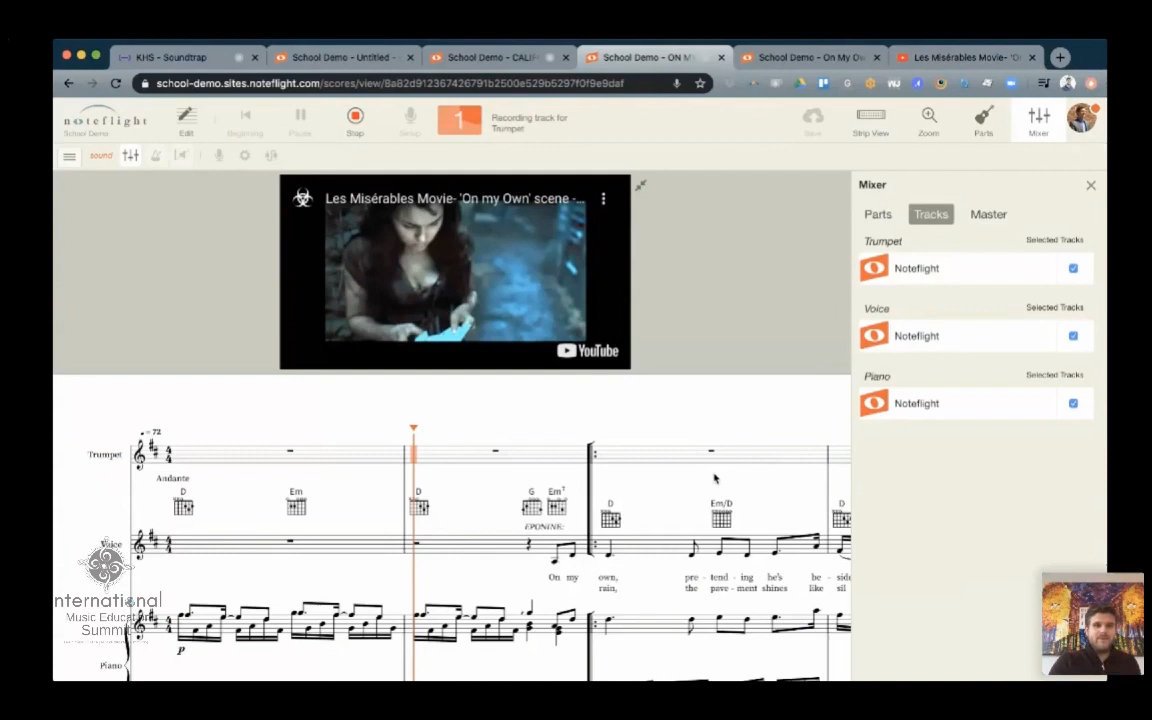 KHS - Soundtrap
School Demo - Untitled -
School Demo - CALIF
School Demo - ON M
School Demo - On My Ow
Les Misérables Movie- 'O
school-demo.sites.noteflight.com/scores/view/8a82d912367426791b2500e529b5297f0f9e9daf
noteflight
School Demo
Edit
Beginning
Pause
Stop
Setup
1
Recording track for
Trumpet
Save
Strip View
Zoom
Parts
Mixer
sound
Les Misérables Movie- 'On my Own' scene -...
YouTube
Mixer
Parts
Tracks
Master
Trumpet
Selected Tracks
Noteflight
Voice
Selected Tracks
Noteflight
Piano
Selected Tracks
Noteflight
= 72
Trumpet
Andante
D
Em
D
G
Em7
D
Em/D
D
EPONINE:
Voice
On my own, pre - tend - ing he's be - side
rain, the pave - ment shines like sil
p
Piano
International
Music Education
Summit